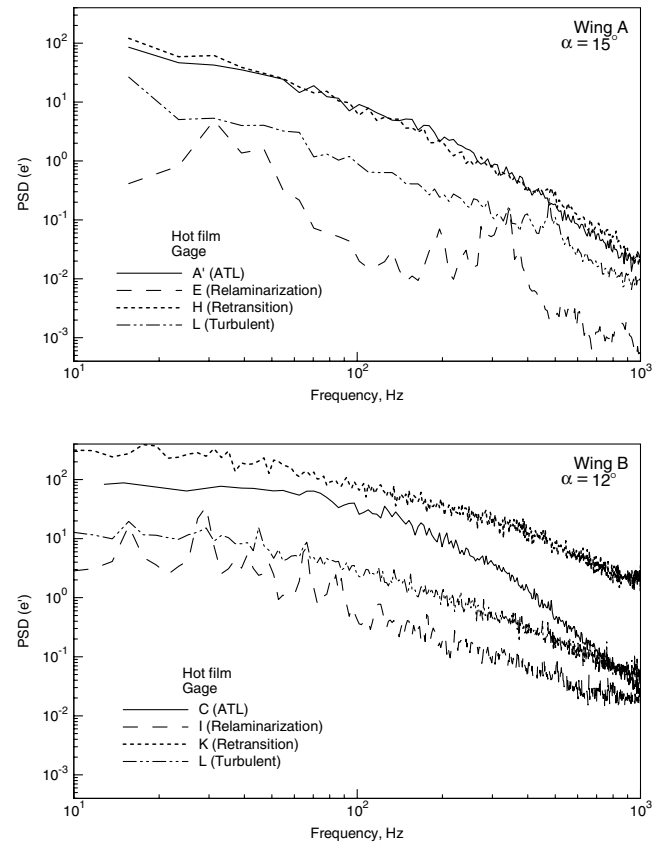 Wing A
α = 15°
10²
10¹
10⁰
10⁻¹
10⁻²
10⁻³
PSD (e')
Hot film
Gage
A' (ATL)
E (Relaminarization)
H (Retransition)
L (Turbulent)
10¹
10²
10³
Frequency, Hz
Wing B
α = 12°
10²
10¹
10⁰
10⁻¹
10⁻²
10⁻³
PSD (e')
Hot film
Gage
C (ATL)
I (Relaminarization)
K (Retransition)
L (Turbulent)
10¹
10²
10³
Frequency, Hz